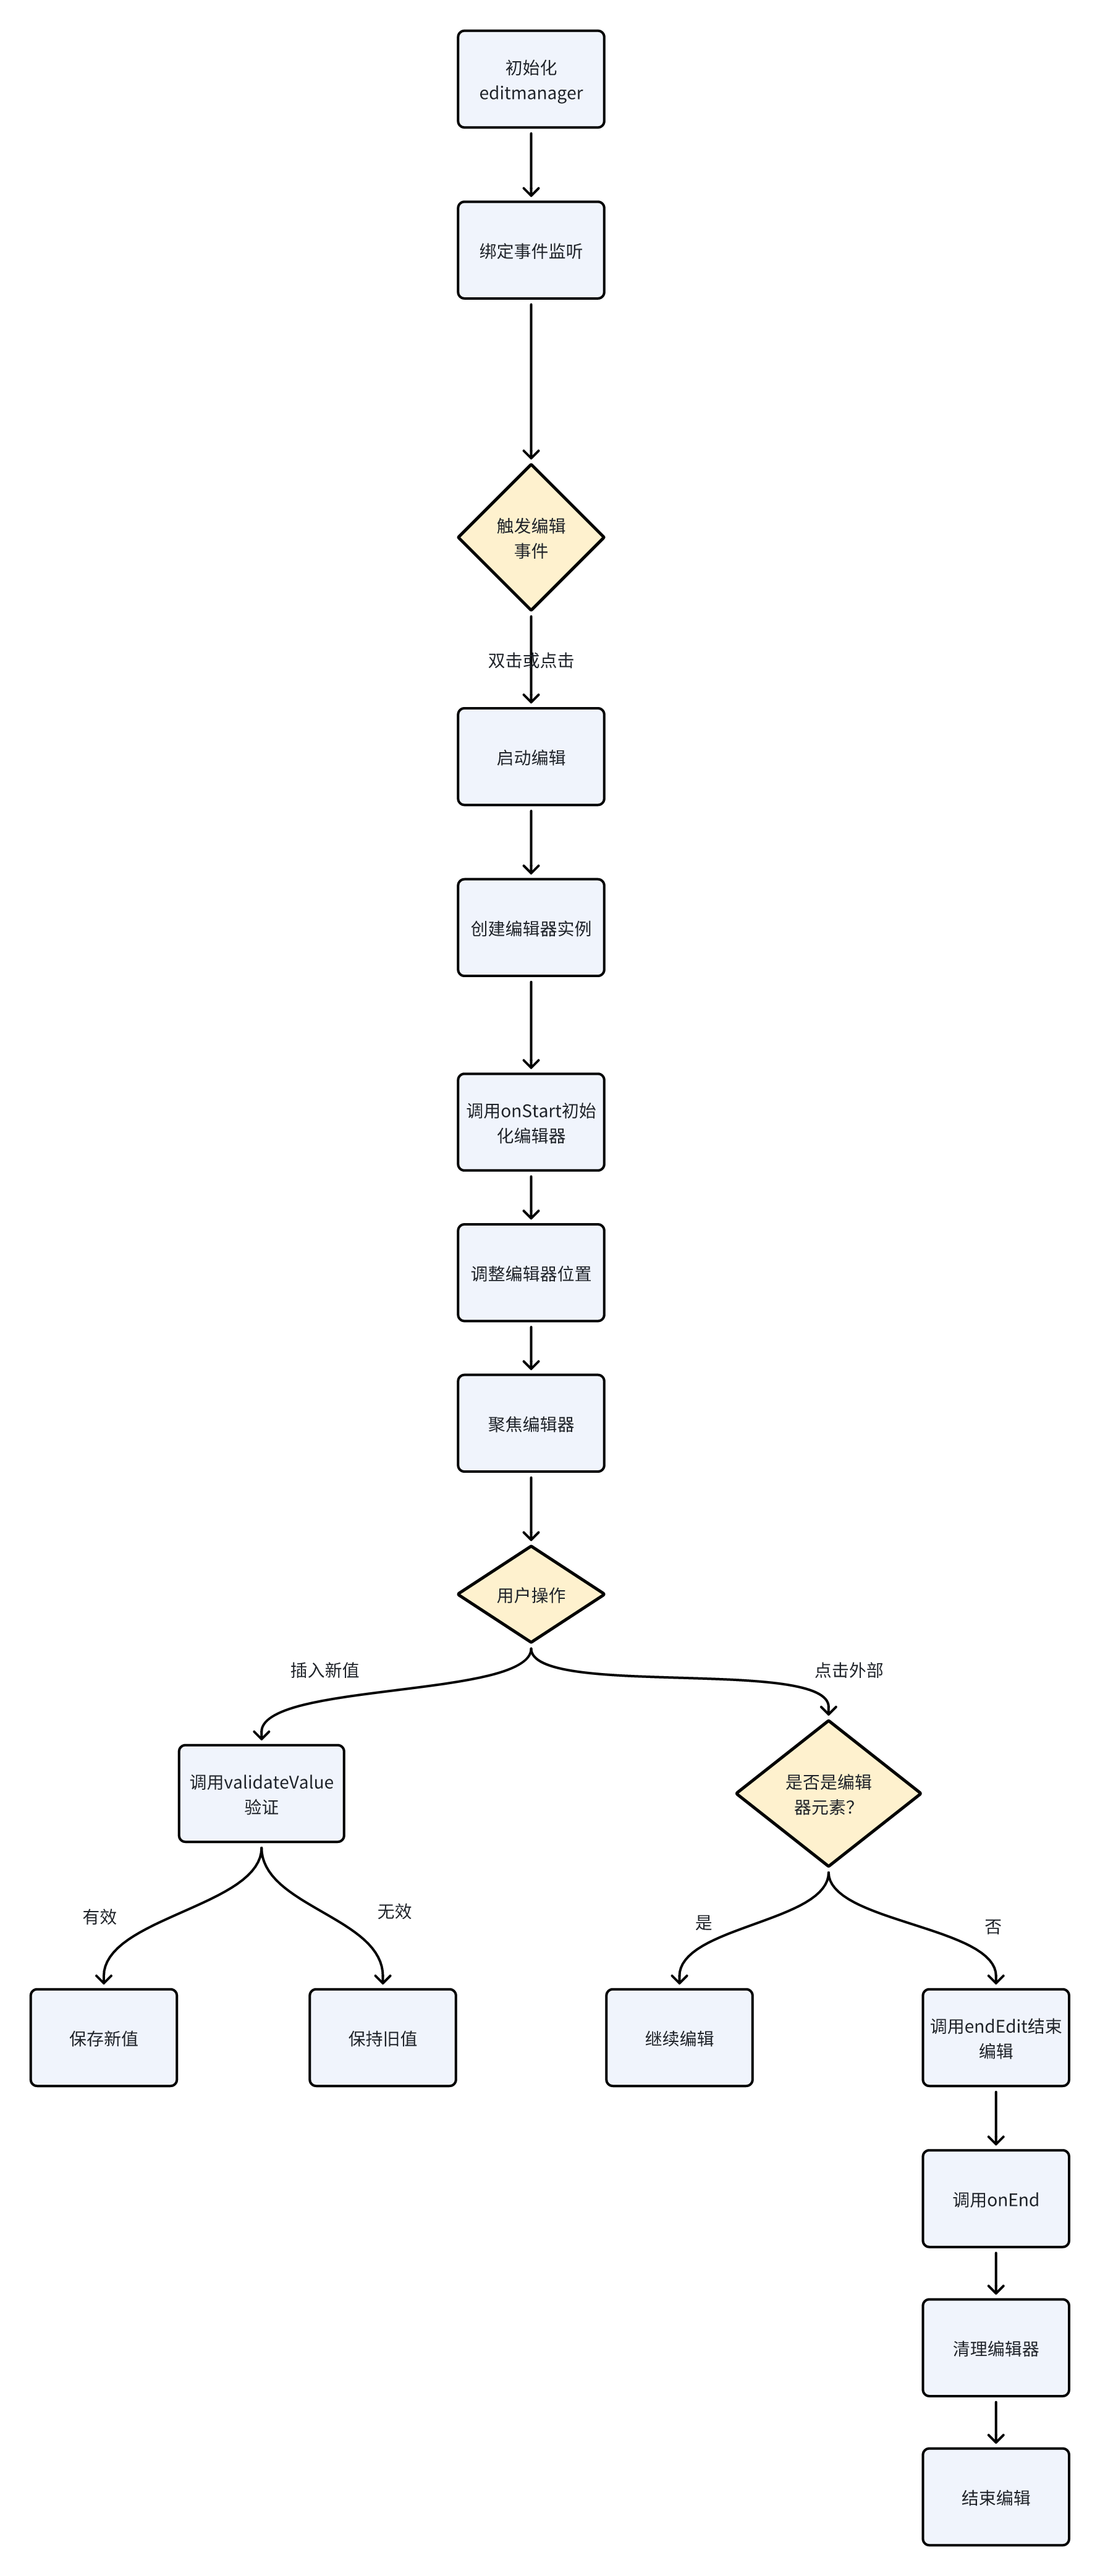 初始化
editmanager
绑定事件监听
触发编辑
事件
双击或点击
启动编辑
创建编辑器实例
调用onStart初始
化编辑器
调整编辑器位置
聚焦编辑器
用户操作
插入新值
点击外部
调用validateValue
验证
是否是编辑
器元素?
有效
无效
是
否
保存新值
保持旧值
继续编辑
调用endEdit结束
编辑
调用onEnd
清理编辑器
结束编辑